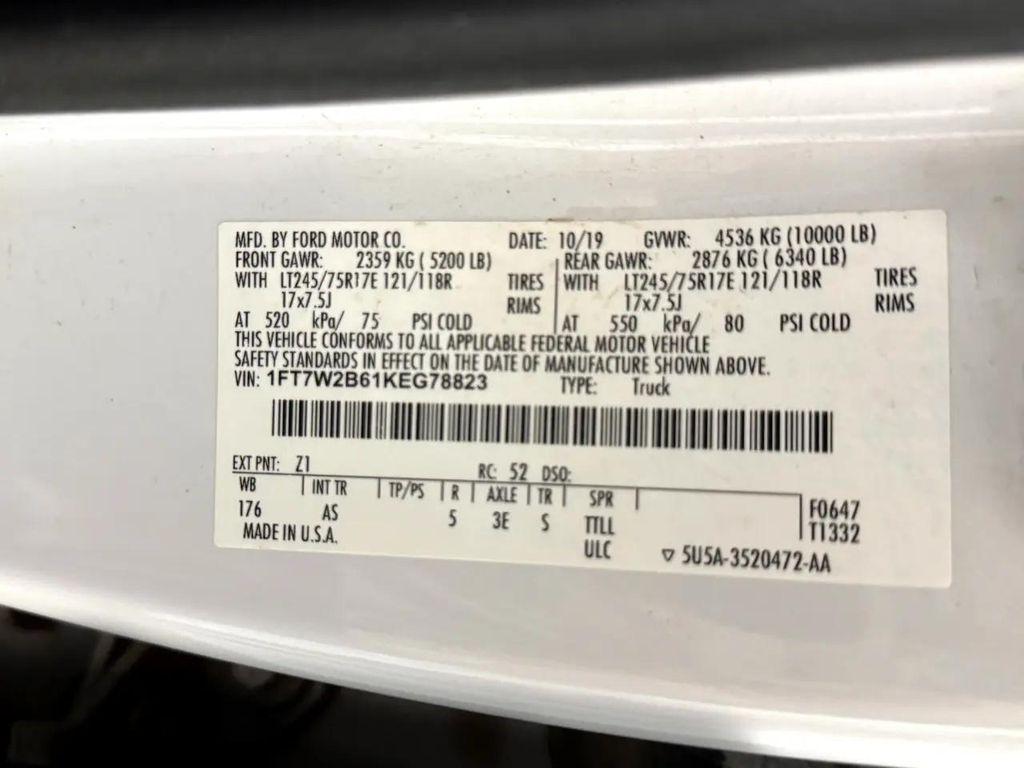 MFD. BY FORD MOTOR CO. DATE: 10/19 GVWR: 4536 KG (10000 LB)
FRONT GAWR: 2359 KG ( 5200 LB) REAR GAWR: 2876 KG ( 6340 LB)
WITH LT245/75R17E 121/118R TIRES WITH LT245/75R17E 121/118R TIRES
17x7.5J RIMS 17x7.5J RIMS
AT 520 kPa/ 75 PSI COLD AT 550 kPa/ 80 PSI COLD
THIS VEHICLE CONFORMS TO ALL APPLICABLE FEDERAL MOTOR VEHICLE
SAFETY STANDARDS IN EFFECT ON THE DATE OF MANUFACTURE SHOWN ABOVE.
VIN: 1FT7W2B61KEG78823 TYPE: Truck
EXT PNT: Z1 RC: 52 DSO:
WB INT TR TP/PS R AXLE TR SPR
176 AS 5 3E S TTLL F0647
MADE IN U.S.A. ULC T1332
▽ 5U5A-3520472-AA